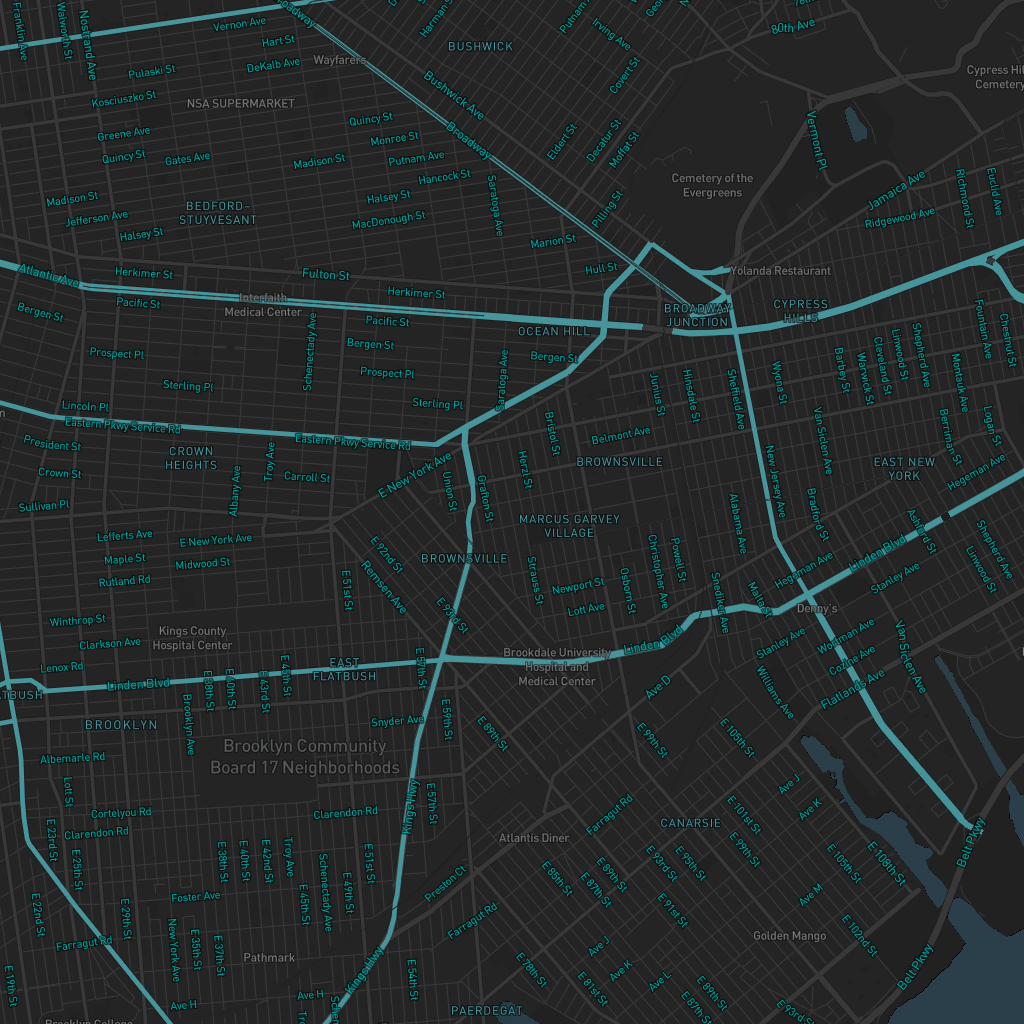 Franklin Ave
Walworth St
Nostrand Ave
Vernon Ave
Hart St
DeKalb Ave
Pulaski St
Kosciuszko St
NSA SUPERMARKET
Wayfarers
Broadway
Harman St
BUSHWICK
Putnam Ave
Irving Ave
Covert St
80th Ave
Cypress Hill
Cemetery
Bushwick Ave
Broadway
Greene Ave
Quincy St
Gates Ave
Quincy St
Monroe St
Putnam Ave
Madison St
Hancock St
Halsey St
MacDonough St
Saratoga Ave
Eldert St
Decatur St
Moffat St
Vermont Pl
Cemetery of the
Evergreens
Jamaica Ave
Ridgewood Ave
Richmond St
Euclid Ave
Madison St
Jefferson Ave
Halsey St
BEDFORD-
STUYVESANT
Pilling St
Marion St
Hull St
Atlantic Ave
Herkimer St
Fulton St
Herkimer St
Pacific St
Interfaith
Medical Center
Pacific St
Yolanda Restaurant
BROADWAY
JUNCTION
CYPRESS
HILLS
OCEAN HILL
Bergen St
Bergen St
Bergen St
Prospect Pl
Prospect Pl
Schenectady Ave
Saratoga Ave
Sterling Pl
Sterling Pl
Lincoln Pl
Eastern Pkwy Service Rd
Eastern Pkwy Service Rd
Junius St
Hinsdale St
Sheffield Ave
Wyona St
Barbey St
Warwick St
Cleveland St
Linwood St
Shepherd Ave
Montauk Ave
Fountain Ave
Chestnut St
Logan St
Berriman St
Van Siclen Ave
Bristol St
Belmont Ave
BROWNSVILLE
EAST NEW
YORK
Hegeman Ave
President St
Crown St
Sullivan Pl
CROWN
HEIGHTS
Troy Ave
Albany Ave
Carroll St
E New York Ave
Union St
Grafton St
Herzl St
New Jersey Ave
Alabama Ave
Bradford St
MARCUS GARVEY
VILLAGE
Lefferts Ave
E New York Ave
Maple St
Midwood St
Rutland Rd
E 92nd St
Remsen Ave
E 51st St
BROWNSVILLE
Strauss St
Newport St
Lott Ave
Osborn St
Christopher Ave
Powell St
Snediker Ave
Malta St
Hegeman Ave
Linden Blvd
Ashford St
Stanley Ave
Linwood St
Shepherd Ave
Denny's
Winthrop St
Clarkson Ave
Kings County
Hospital Center
E 93rd St
Lenox Rd
Linden Blvd
EAST
FLATBUSH
Brookdale University
Hospital and
Medical Center
Linden Blvd
Stanley Ave
Wortman Ave
Cozine Ave
Flatlands Ave
Van Siclen Ave
Williams Ave
Ave D
E 38th St
E 40th St
E 43rd St
E 45th St
E 57th St
E 59th St
E 89th St
E 99th St
E 105th St
BROOKLYN
Brooklyn Ave
Snyder Ave
Brooklyn Community
Board 17 Neighborhoods
Albemarle Rd
Lott St
Cortelyou Rd
Clarendon Rd
Clarendon Rd
Kings Hwy
E 57th St
Atlantis Diner
Farragut Rd
CANARSIE
Ave J
Ave K
E 101st St
E 99th St
E 105th St
E 108th St
Belt Pkwy
E 23rd St
E 25th St
E 38th St
E 40th St
E 42nd St
Troy Ave
Schenectady Ave
E 51st St
E 49th St
E 45th St
Preston Ct
E 85th St
E 87th St
E 89th St
E 93rd St
E 95th St
E 91st St
Ave M
E 102nd St
Golden Mango
Foster Ave
E 22nd St
E 29th St
Farragut Rd
New York Ave
E 35th St
E 37th St
Pathmark
Kings Hwy
Farragut Rd
Ave J
Ave K
Ave L
E 78th St
E 81st St
E 87th St
E 89th St
E 93rd St
Belt Pkwy
E 19th St
Ave H
Ave H
E 54th St
PAERDEGAT
Brooklyn College